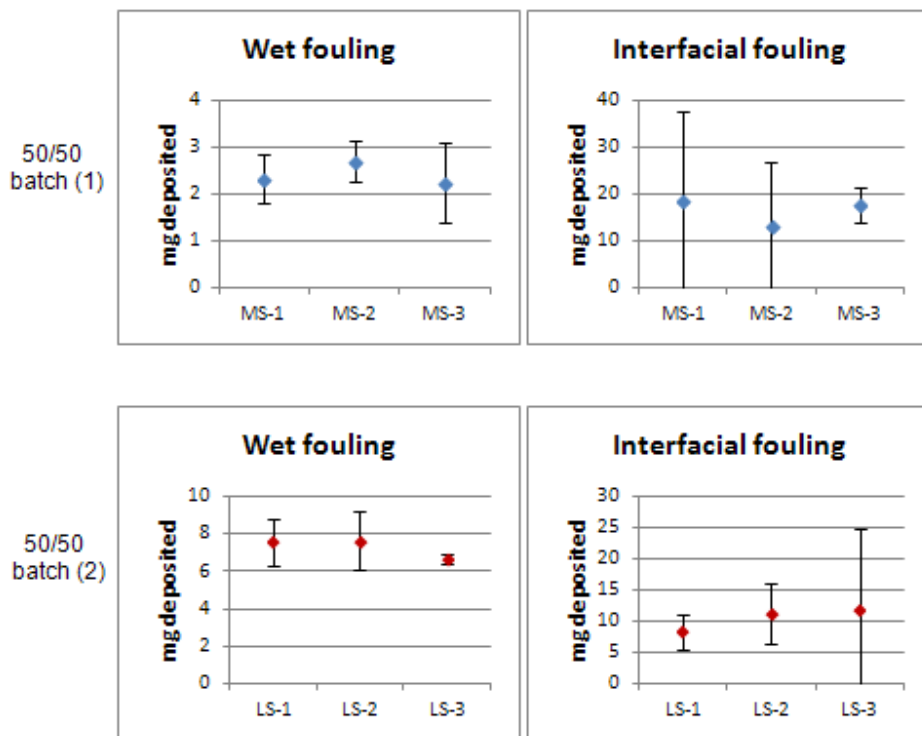 50/50
batch (1)
Wet fouling
mg deposited
4
3
2
1
0
MS-1 MS-2 MS-3
Interfacial fouling
mg deposited
40
30
20
10
0
MS-1 MS-2 MS-3
50/50
batch (2)
Wet fouling
mg deposited
10
8
6
4
2
0
LS-1 LS-2 LS-3
Interfacial fouling
mg deposited
30
25
20
15
10
5
0
LS-1 LS-2 LS-3